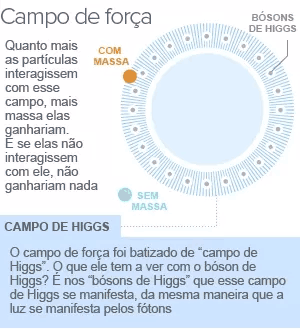 Campo de força
Quanto mais
as partículas
interagissem
com esse
campo, mais
massa elas
ganhariam.
E se elas não
interagissem
com ele, não
ganhariam nada
COM
MASSA
BÓSONS
DE HIGGS
SEM
MASSA
CAMPO DE HIGGS
O campo de força foi batizado de “campo de
Higgs”. O que ele tem a ver com o bóson de
Higgs? É nos “bósons de Higgs” que esse campo
de Higgs se manifesta, da mesma maneira que a
luz se manifesta pelos fótons